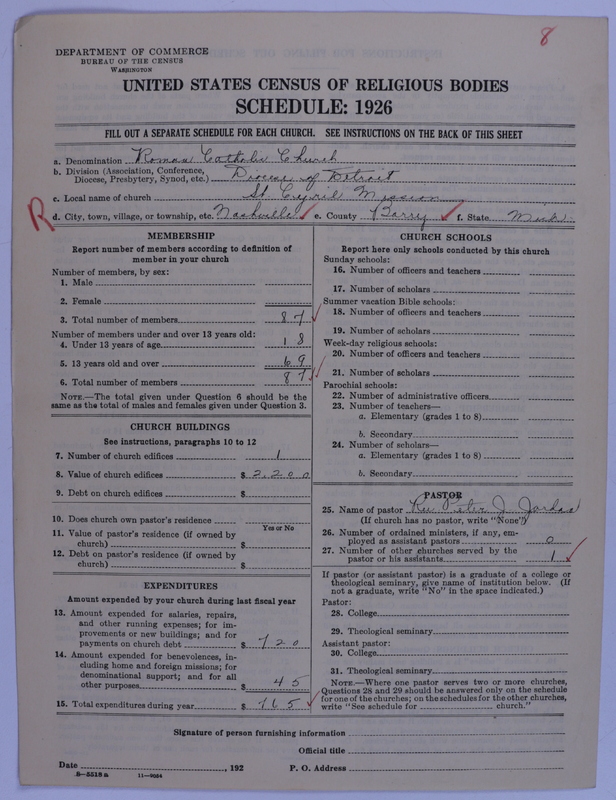 8
DEPARTMENT OF COMMERCE
BUREAU OF THE CENSUS
WASHINGTON
UNITED STATES CENSUS OF RELIGIOUS BODIES
SCHEDULE: 1926
FILL OUT A SEPARATE SCHEDULE FOR EACH CHURCH. SEE INSTRUCTIONS ON THE BACK OF THIS SHEET
a. Denomination Roman Catholic Church
b. Division (Association, Conference,
Diocese, Presbytery, Synod, etc.) Diocese of Detroit
c. Local name of church St Cyril Mission
R d. City, town, village, or township, etc. Nashville e. County Barry f. State Mich
MEMBERSHIP
Report number of members according to definition of
member in your church
Number of members, by sex:
1. Male
2. Female
3. Total number of members 87
Number of members under and over 13 years old:
4. Under 13 years of age 18
5. 13 years old and over 69
6. Total number of members 87
NOTE.—The total given under Question 6 should be the
same as the total of males and females given under Question 3.
CHURCH BUILDINGS
See instructions, paragraphs 10 to 12
7. Number of church edifices 1
8. Value of church edifices $ 2,200
9. Debt on church edifices $
10. Does church own pastor's residence
Yes or No
11. Value of pastor's residence (if owned by
church) $
12. Debt on pastor's residence (if owned by
church) $
EXPENDITURES
Amount expended by your church during last fiscal year
13. Amount expended for salaries, repairs,
and other running expenses; for im-
provements or new buildings; and for
payments on church debt $ 720
14. Amount expended for benevolences, in-
cluding home and foreign missions; for
denominational support; and for all
other purposes $ 45
15. Total expenditures during year $ 765
CHURCH SCHOOLS
Report here only schools conducted by this church
Sunday schools:
16. Number of officers and teachers
17. Number of scholars
Summer vacation Bible schools:
18. Number of officers and teachers
19. Number of scholars
Week-day religious schools:
20. Number of officers and teachers
21. Number of scholars
Parochial schools:
22. Number of administrative officers
23. Number of teachers—
a. Elementary (grades 1 to 8)
b. Secondary
24. Number of scholars—
a. Elementary (grades 1 to 8)
b. Secondary
PASTOR
25. Name of pastor Rev Peter J. Jordan
(If church has no pastor, write "None")
26. Number of ordained ministers, if any, em-
ployed as assistant pastors 0
27. Number of other churches served by the
pastor or his assistants 1
If pastor (or assistant pastor) is a graduate of a college or
theological seminary, give name of institution below. (If
not a graduate, write "No" in the space indicated.)
Pastor:
28. College
29. Theological seminary
Assistant pastor:
30. College
31. Theological seminary
NOTE.—Where one pastor serves two or more churches,
Questions 28 and 29 should be answered only on the schedule
for one of the churches; on the schedules for the other churches,
write "See schedule for church."
Signature of person furnishing information
Official title
Date , 192 P. O. Address
8-5518a 11-9034